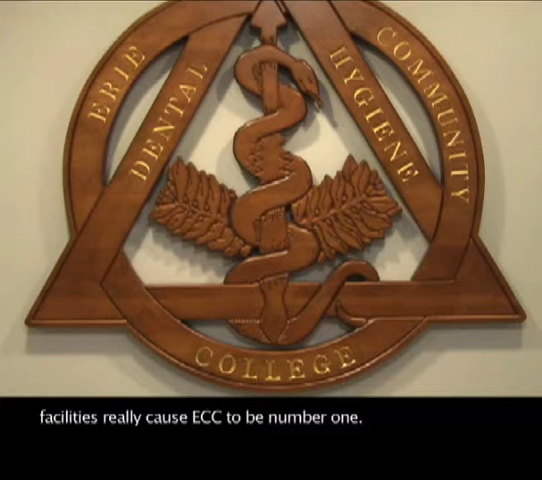 ERIE
COMMUNITY
DENTAL
HYGIENE
COLLEGE
facilities really cause ECC to be number one.